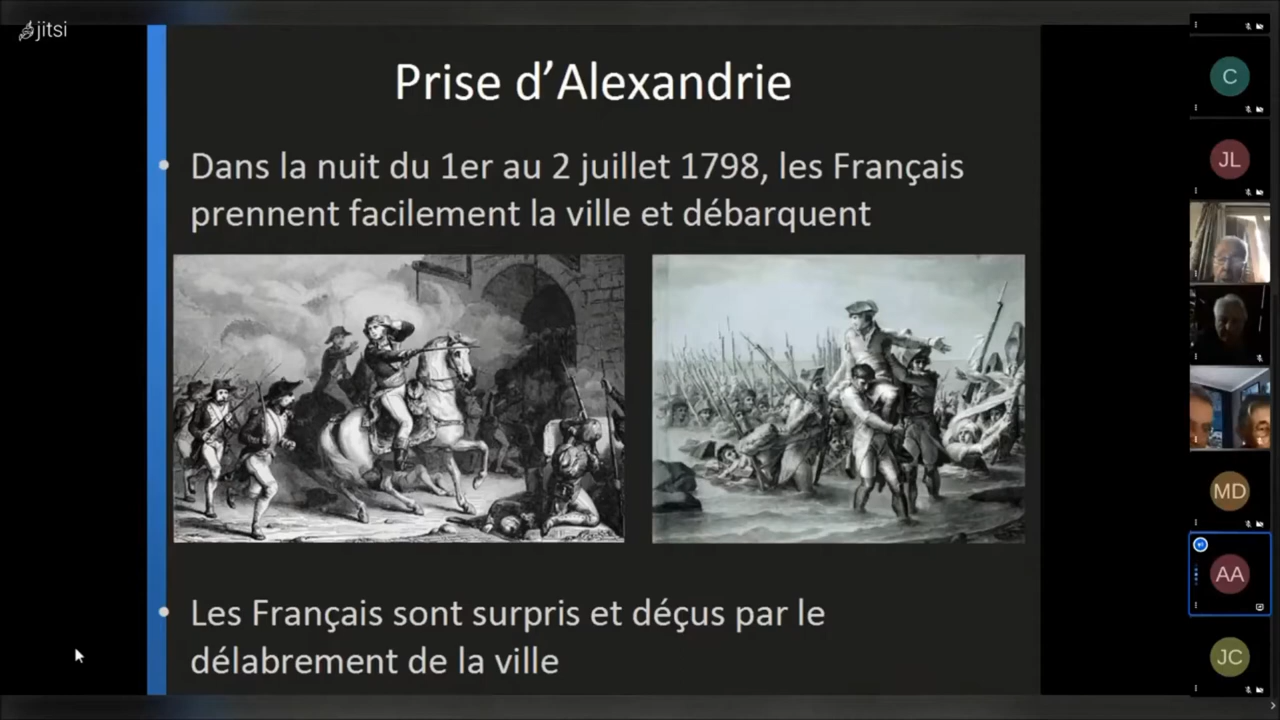 jitsi
Prise d’Alexandrie
• Dans la nuit du 1er au 2 juillet 1798, les Français
prennent facilement la ville et débarquent
• Les Français sont surpris et déçus par le
délabrement de la ville
C
JL
MD
AA
JC